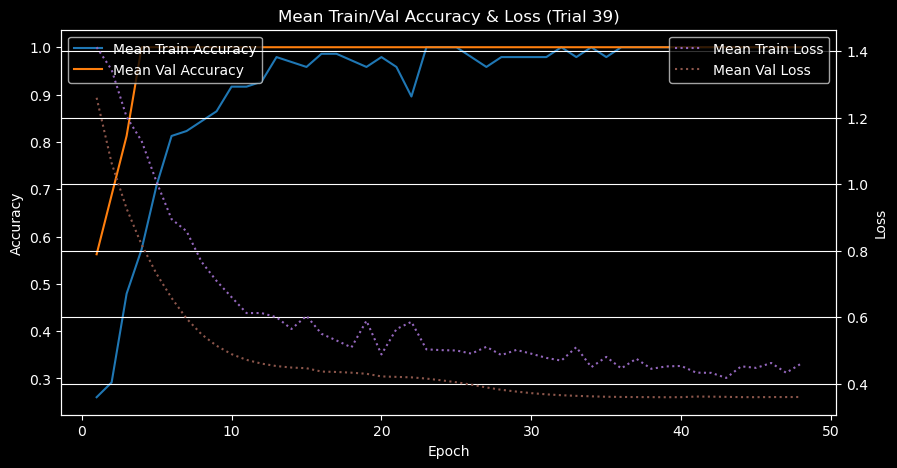 Mean Train/Val Accuracy & Loss (Trial 39)
Mean Train Accuracy
Mean Val Accuracy
Mean Train Loss
Mean Val Loss
1.0
0.9
0.8
0.7
0.6
0.5
0.4
0.3
Accuracy
1.4
1.2
1.0
0.8
0.6
0.4
Loss
0 10 20 30 40 50
Epoch